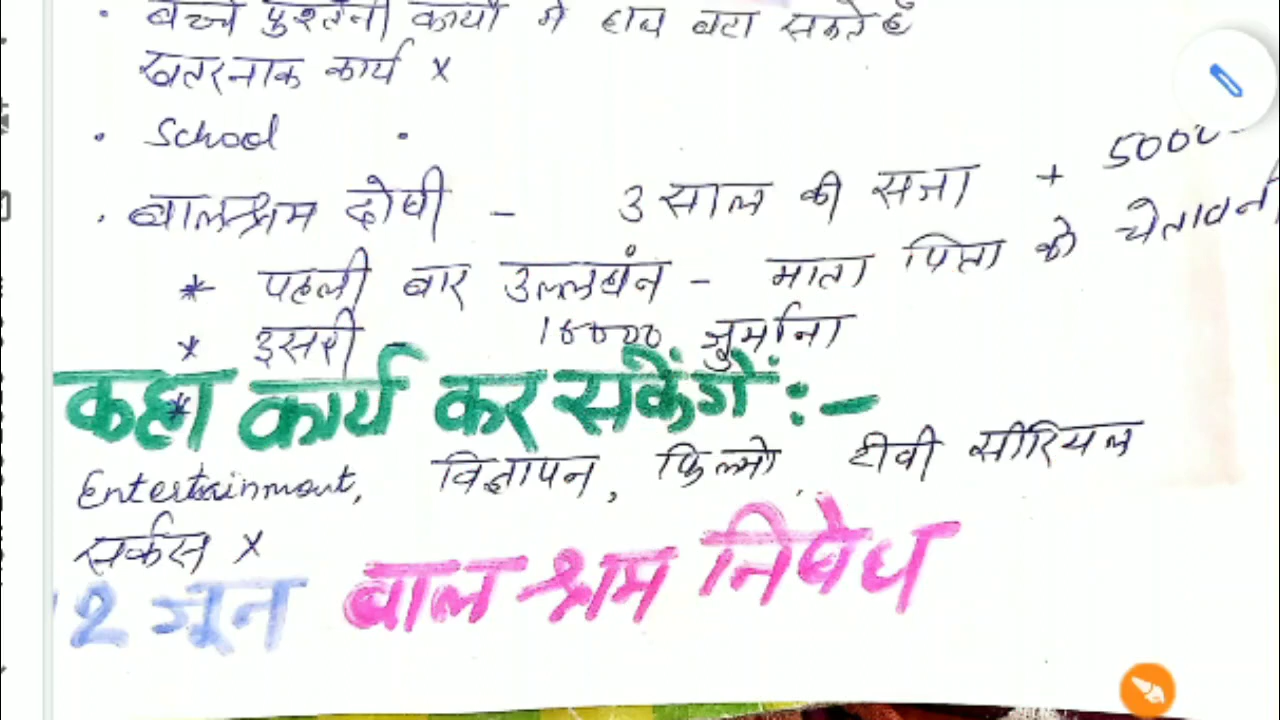 · बच्चे पुश्तैनी कार्यो मे हाथ बटा सकते है
खतरनाक कार्य ×
· School ·
· बालश्रम दोषी - 3 साल की सजा + 5000
* पहली बार उल्लघंन - माता पिता को चेतावनी
* दुसरी 10000 जुर्माना
* कहा कार्य कर सकेंगें :-
Entertainment, विज्ञापन, फिल्मो, टीवी सीरियल
सर्कस ×
12 जून बाल श्रम निषेध